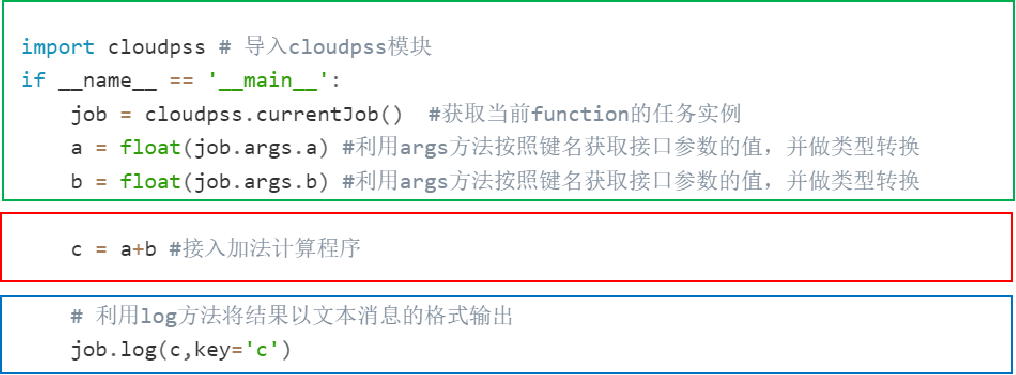 import cloudpss # 导入cloudpss模块
if __name__ == '__main__':
    job = cloudpss.currentJob()  #获取当前function的任务实例
    a = float(job.args.a) #利用args方法按照键名获取接口参数的值，并做类型转换
    b = float(job.args.b) #利用args方法按照键名获取接口参数的值，并做类型转换
    c = a+b #接入加法计算程序
    # 利用log方法将结果以文本消息的格式输出
    job.log(c,key='c')